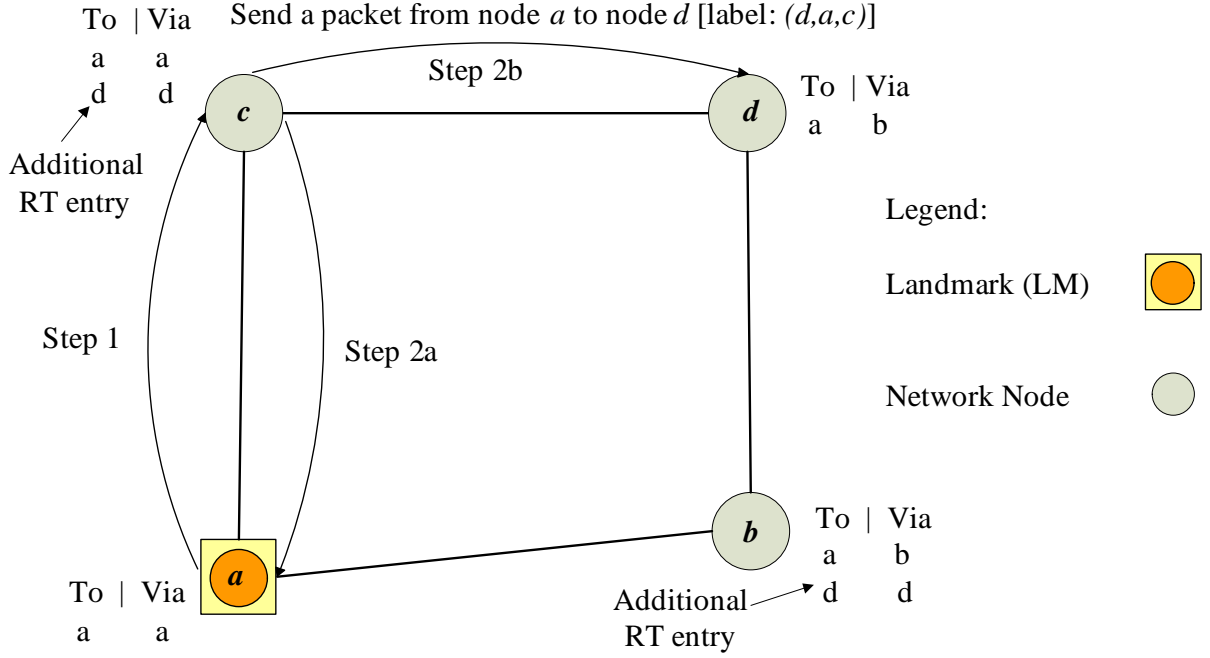 Send a packet from node a to node d [label: (d,a,c)]
To | Via
a a
d d
Additional
RT entry
c
Step 2b
d
To | Via
a b
Legend:
Landmark (LM)
Network Node
Step 1
Step 2a
b
To | Via
a b
d d
Additional
RT entry
a
To | Via
a a